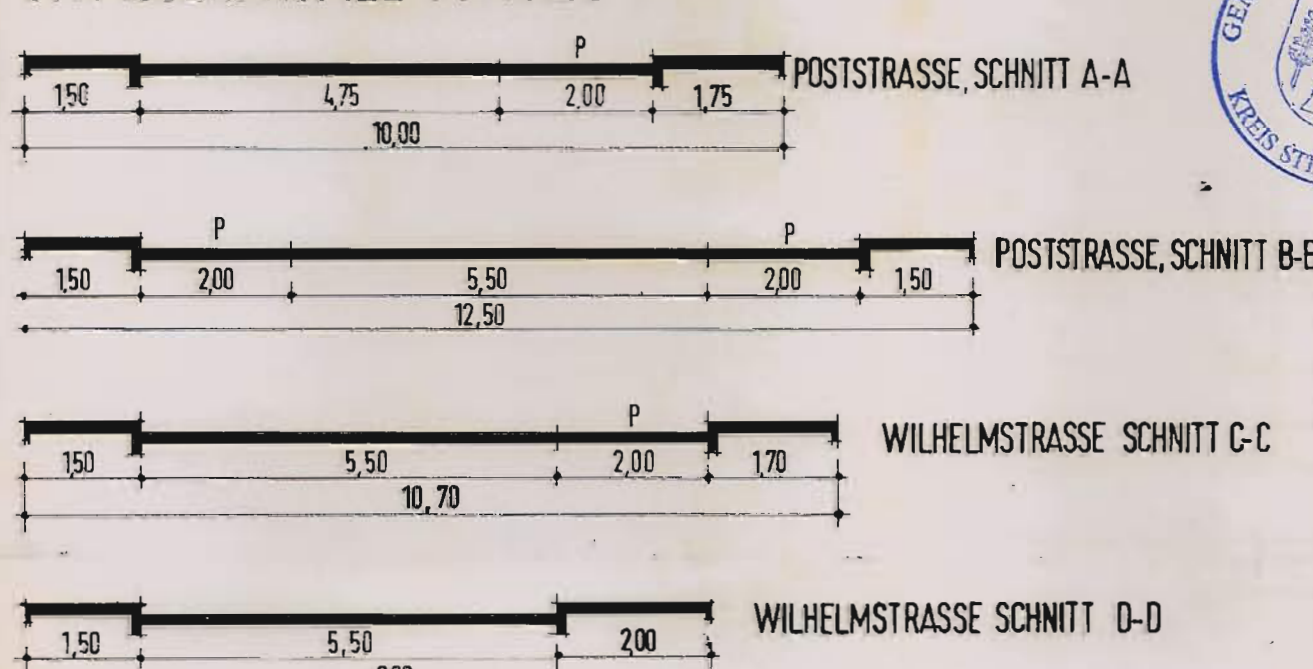 P
1,50 4,75 2,00 1,75
POSTSTRASSE, SCHNITT A-A
10,00
P P
1,50 2,00 5,50 2,00 1,50
POSTSTRASSE, SCHNITT B-B
12,50
P
1,50 5,50 2,00 1,70
WILHELMSTRASSE SCHNITT C-C
10,70
1,50 5,50 2,00
WILHELMSTRASSE SCHNITT D-D
KREIS